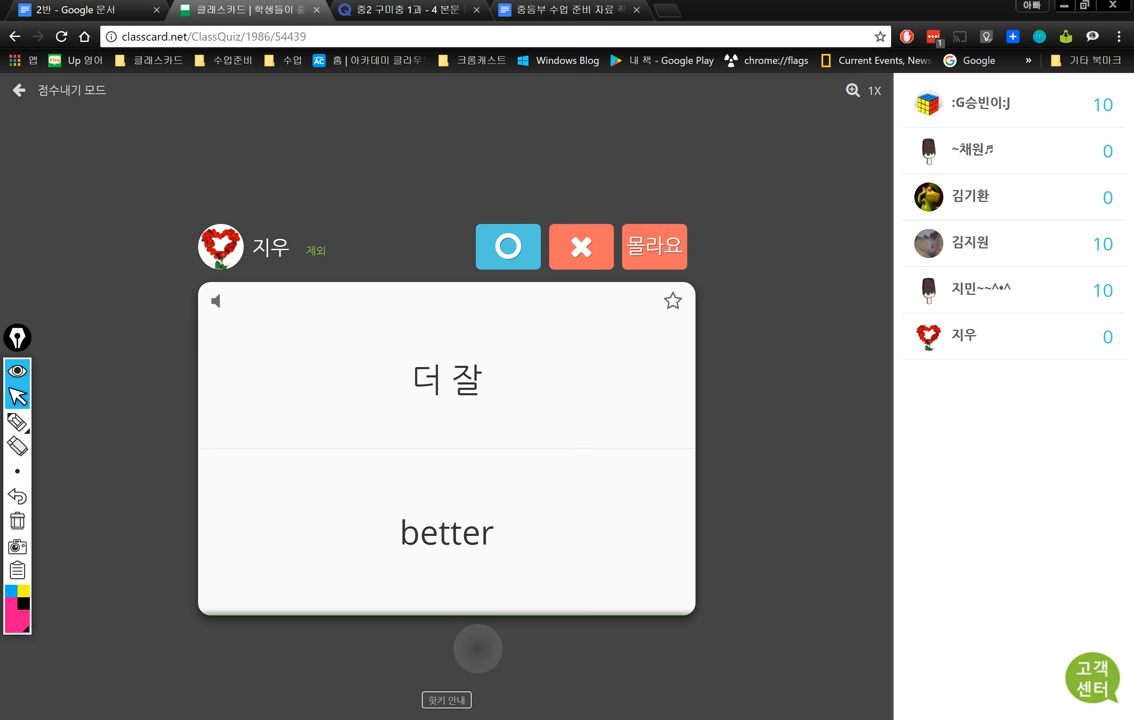 2반 - Google 문서
클래스카드 | 학생들이 좋
중2 구미중 1과 - 4 본문
중등부 수업 준비 자료 작
아빠
classcard.net/ClassQuiz/1986/54439
1
앱
Up 영어
클래스카드
수업준비
수업
AC
홈 | 아카데미 클라우
크롬캐스트
Windows Blog
내 책 - Google Play
chrome://flags
Current Events, News
Google
»
기타 북마크
점수내기 모드
1X
지우
제외
몰라요
더 잘
better
힛키 안내
:G승빈이:J 10
~채원♬ 0
김기환 0
김지원 10
지민~~^•^ 10
지우 0
고객
센터